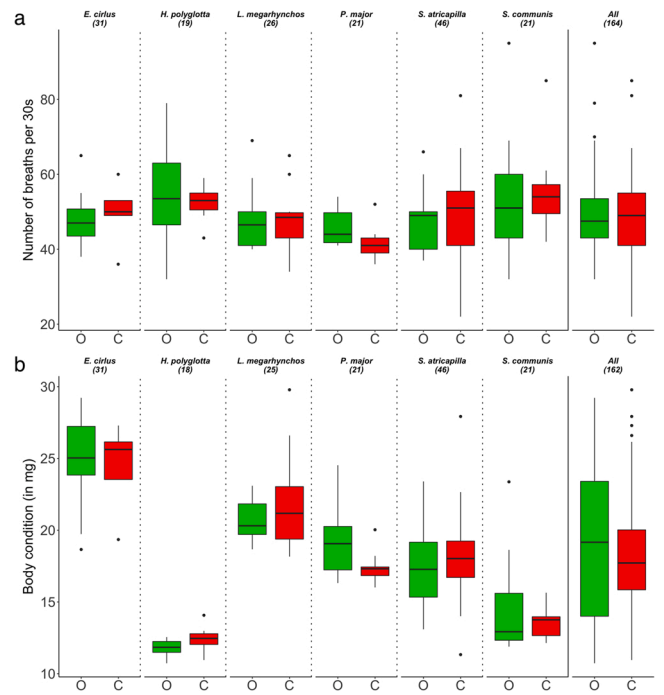 a
E. cirlus H. polyglotta L. megarhynchos P. major S. atricapilla S. communis All
(31) (19) (26) (21) (46) (21) (164)
Number of breaths per 30s
80
60
40
20
O C O C O C O C O C O C O C
b
E. cirlus H. polyglotta L. megarhynchos P. major S. atricapilla S. communis All
(31) (18) (25) (21) (46) (21) (162)
Body condition (in mg)
30
25
20
15
10
O C O C O C O C O C O C O C